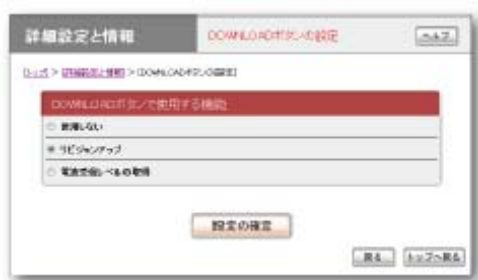 詳細設定と情報 DOWNLOADボタンの設定 ヘルプ
[トップ] > [詳細設定と情報] > [DOWNLOADボタンの設定]
DOWNLOADボタンで使用する機能
使用しない
リビジョンアップ
電波受信レベルの取得
設定の確定
戻る トップへ戻る